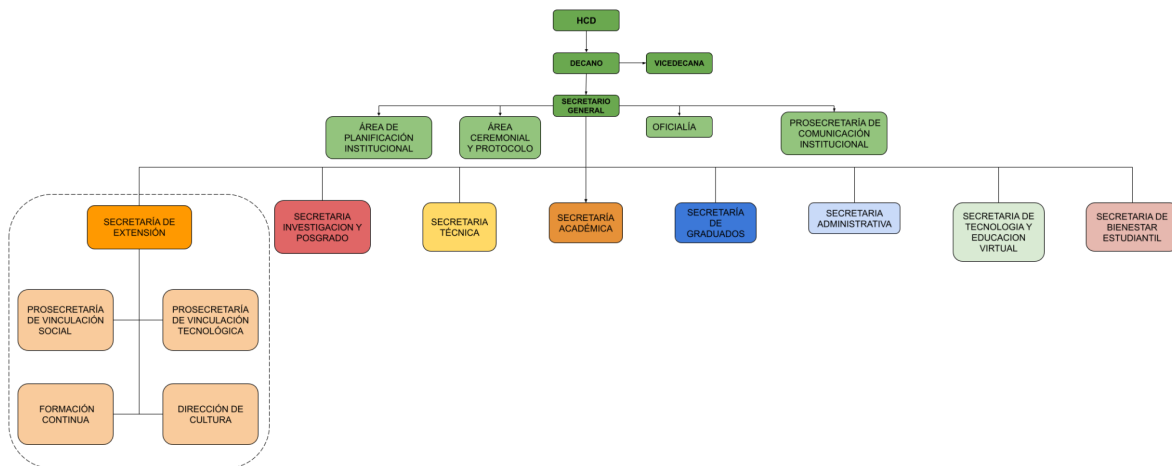 HCD
DECANO
VICEDECANA
SECRETARIO
GENERAL
ÁREA DE
PLANIFICACIÓN
INSTITUCIONAL
ÁREA
CEREMONIAL
Y PROTOCOLO
OFICIALÍA
PROSECRETARÍA DE
COMUNICACIÓN
INSTITUCIONAL
SECRETARÍA DE
EXTENSIÓN
SECRETARIA
INVESTIGACION Y
POSGRADO
SECRETARIA
TÉCNICA
SECRETARÍA
ACADÉMICA
SECRETARÍA
DE
GRADUADOS
SECRETARIA
ADMINISTRATIVA
SECRETARIA DE
TECNOLOGIA Y
EDUCACION
VIRTUAL
SECRETARIA DE
BIENESTAR
ESTUDIANTIL
PROSECRETARÍA
DE VINCULACIÓN
SOCIAL
PROSECRETARÍA
DE VINCULACIÓN
TECNOLÓGICA
FORMACIÓN
CONTINUA
DIRECCIÓN DE
CULTURA